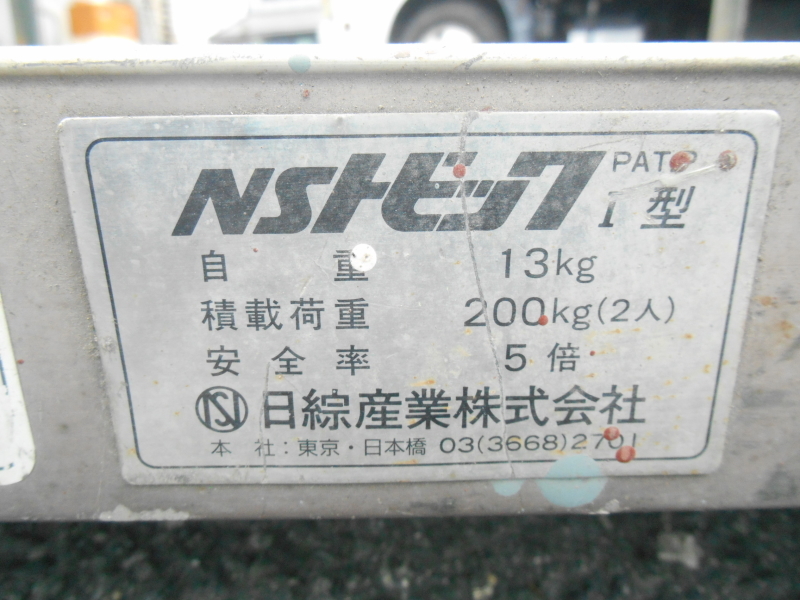 NSトビック PAT.P
I型
自重 13kg
積載荷重 200kg(2人)
安全率 5倍
NS 日綜産業株式会社
本社:東京・日本橋 03(3668)2701